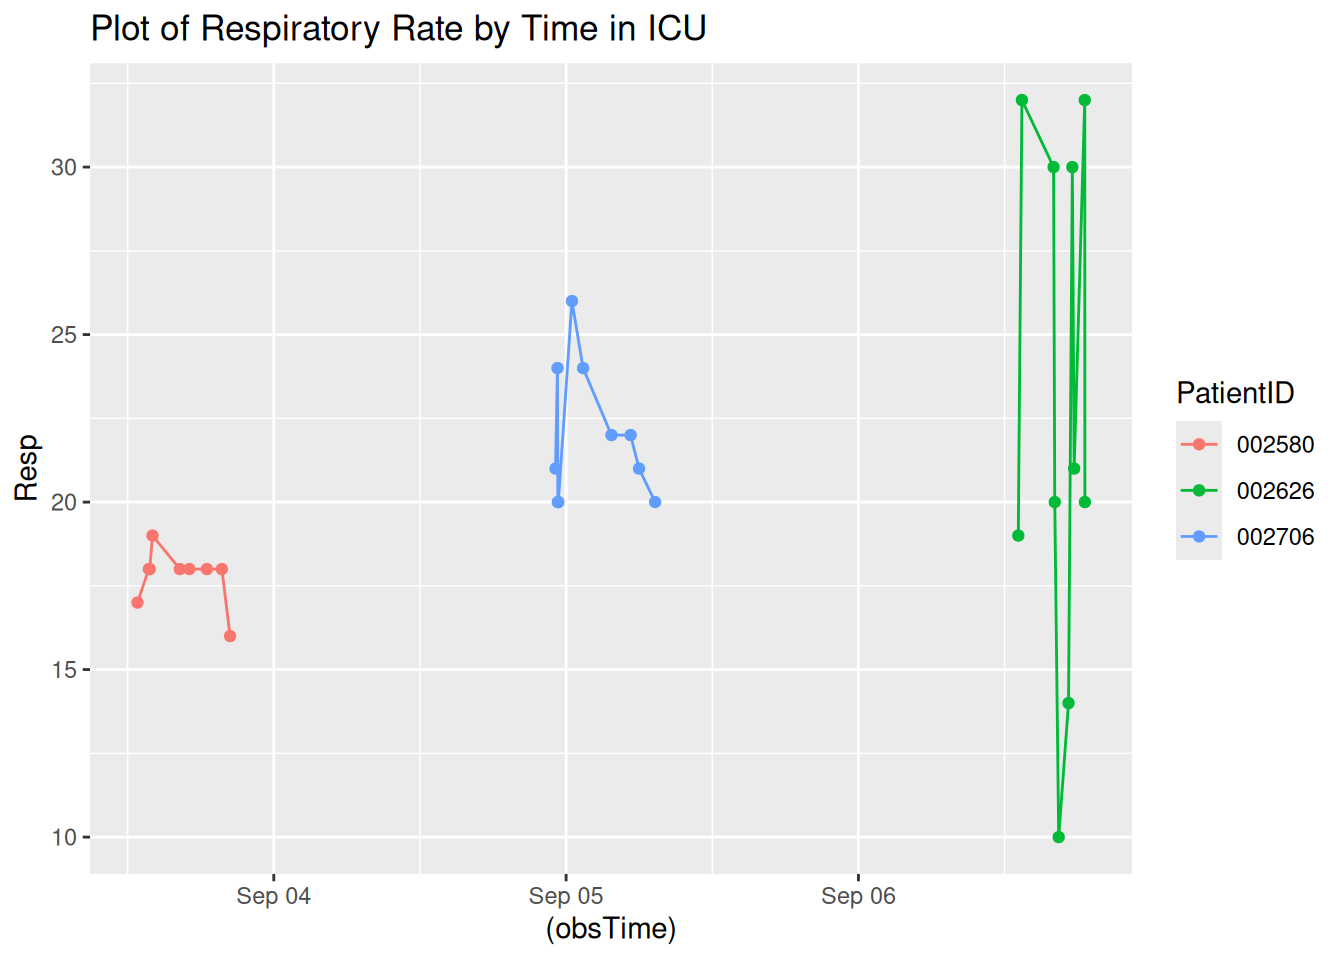 Plot of Respiratory Rate by Time in ICU
Resp
30
25
20
15
10
Sep 04
Sep 05
Sep 06
(obsTime)
PatientID
002580
002626
002706